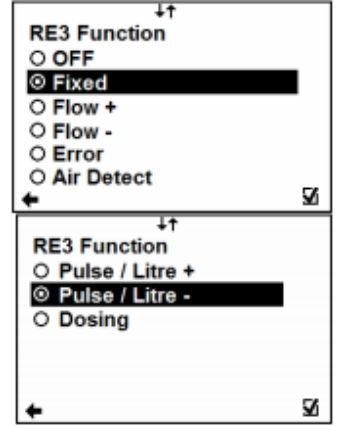 RE3 Function
OFF
Fixed
Flow +
Flow -
Error
Air Detect
RE3 Function
Pulse / Litre +
Pulse / Litre -
Dosing